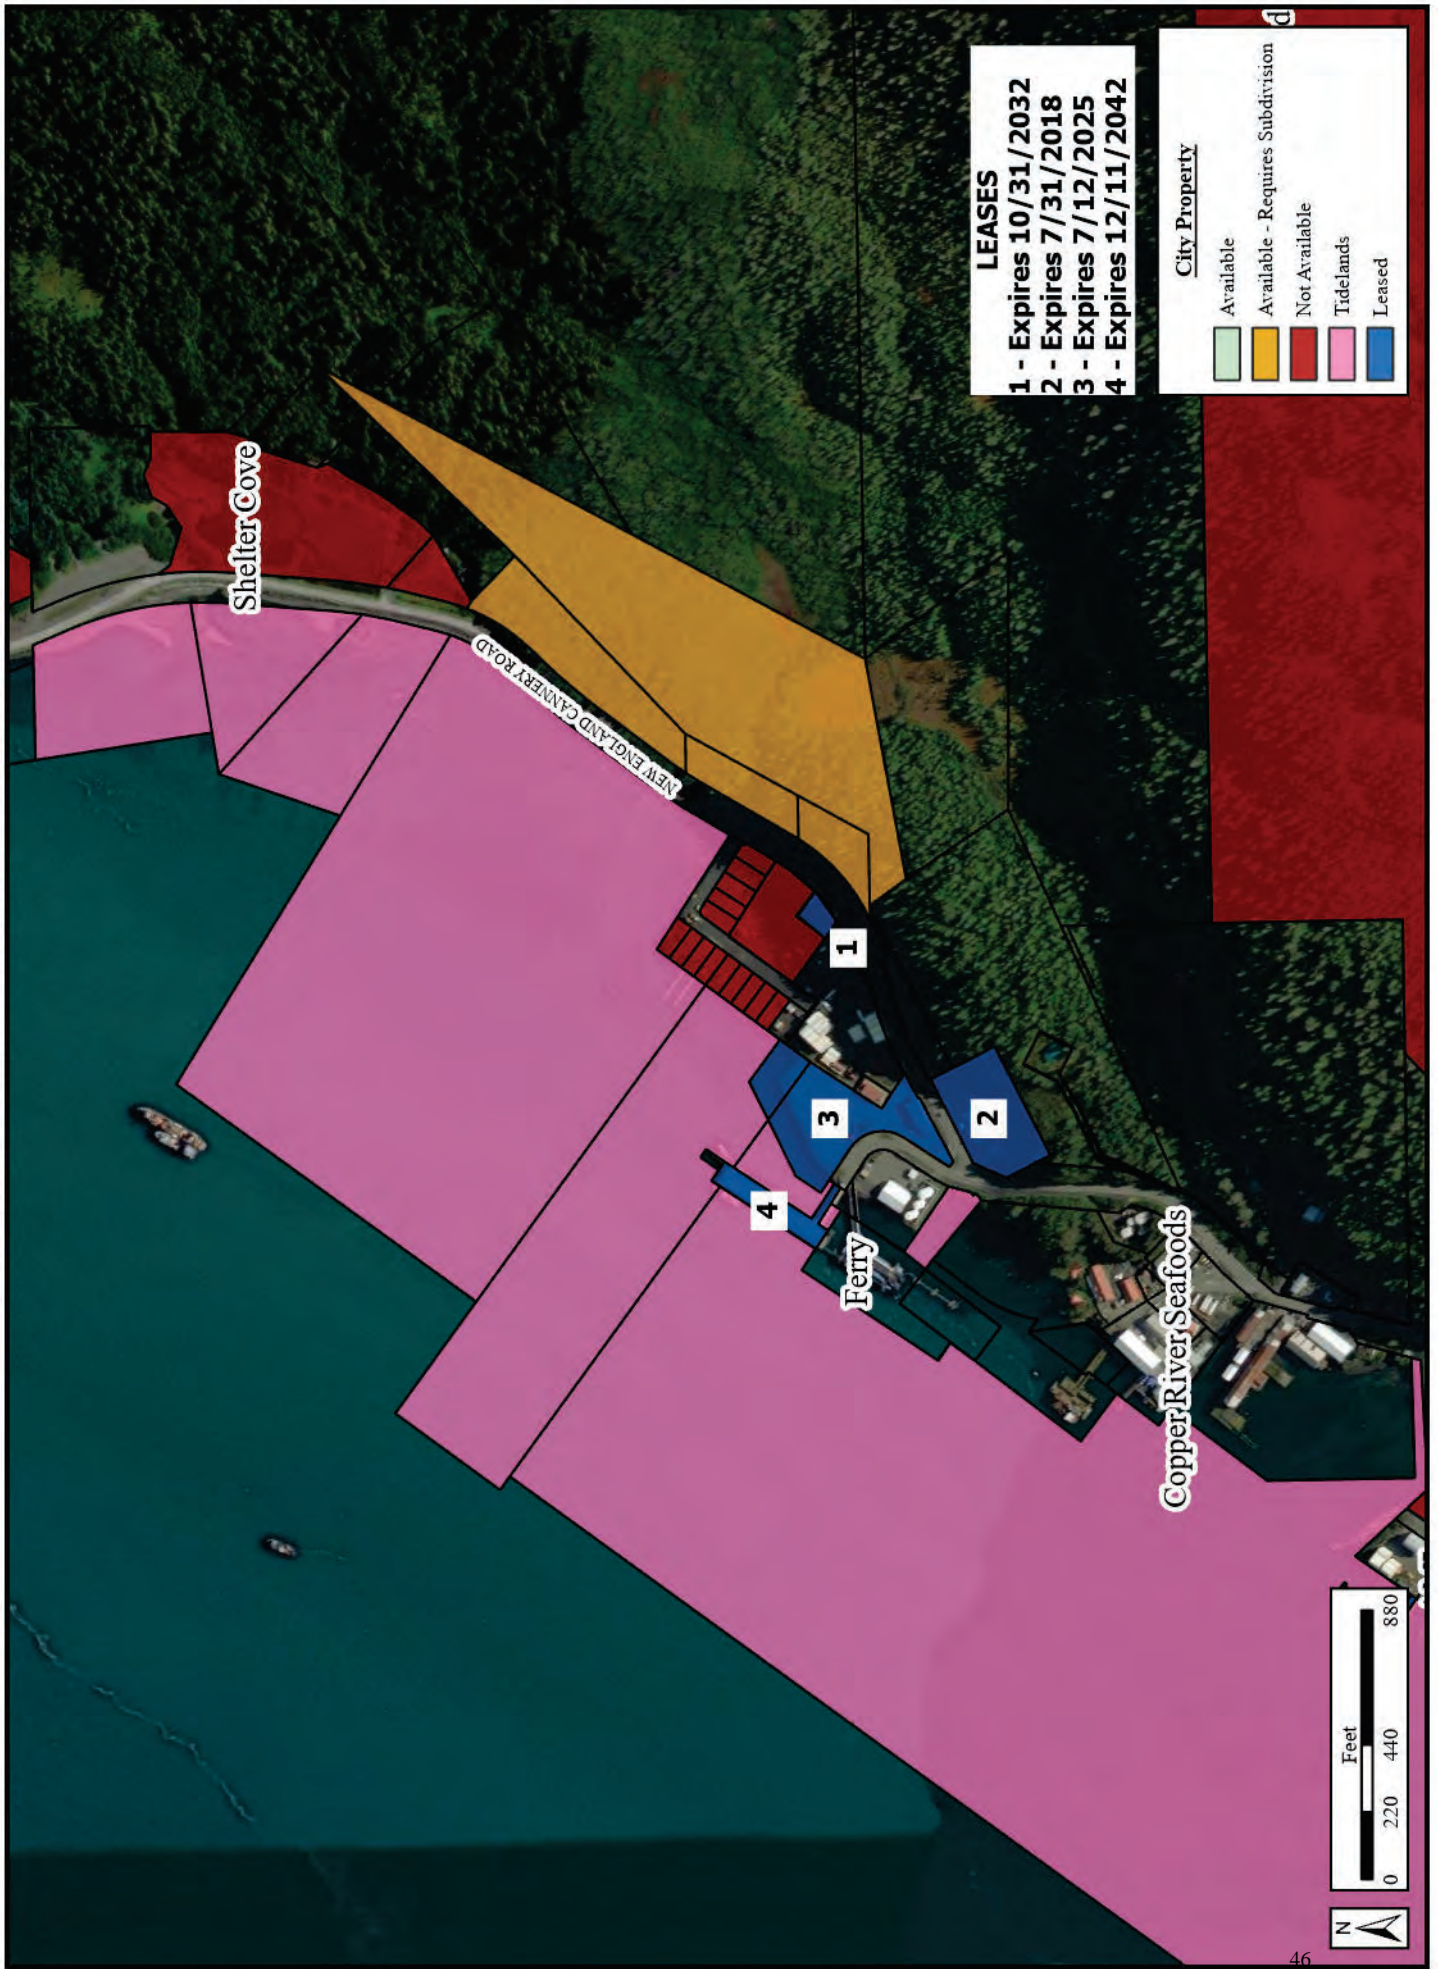 Shelter Cove
NEW ENGLAND CANNERY ROAD
1
2
3
4
Ferry
Copper River Seafoods
d
LEASES
1 - Expires 10/31/2032
2 - Expires 7/31/2018
3 - Expires 7/12/2025
4 - Expires 12/11/2042
City Property
Available
Available - Requires Subdivision
Not Available
Tidelands
Leased
N
Feet
0 220 440 880
46